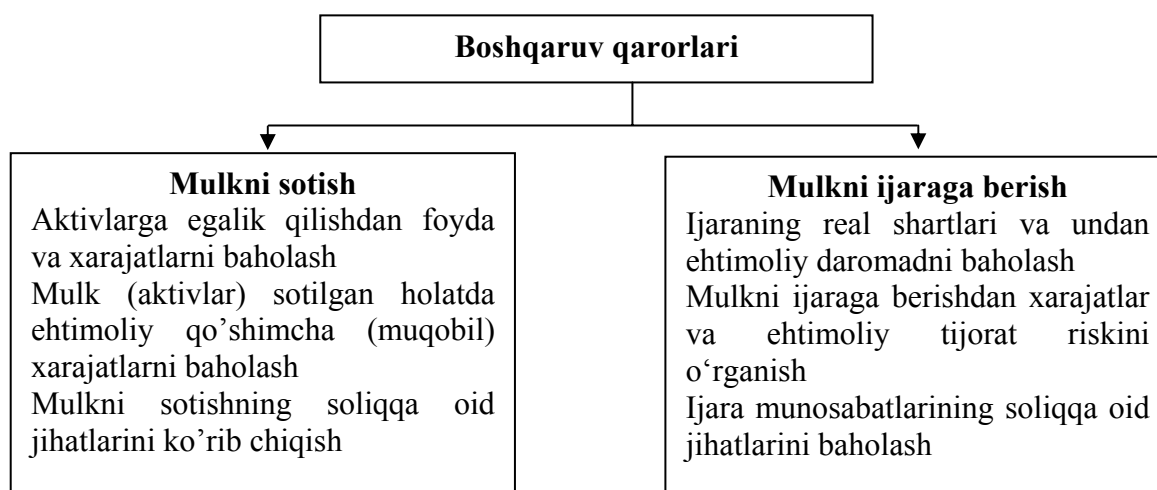 Boshqaruv qarorlari
Mulkni sotish
Aktivlarga egalik qilishdan foyda
va xarajatlarni baholash
Mulk (aktivlar) sotilgan holatda
ehtimoliy qo’shimcha (muqobil)
xarajatlarni baholash
Mulkni sotishning soliqqa oid
jihatlarini ko’rib chiqish
Mulkni ijaraga berish
Ijaraning real shartlari va undan
ehtimoliy daromadni baholash
Mulkni ijaraga berishdan xarajatlar
va ehtimoliy tijorat riskini
o‘rganish
Ijara munosabatlarining soliqqa oid
jihatlarini baholash